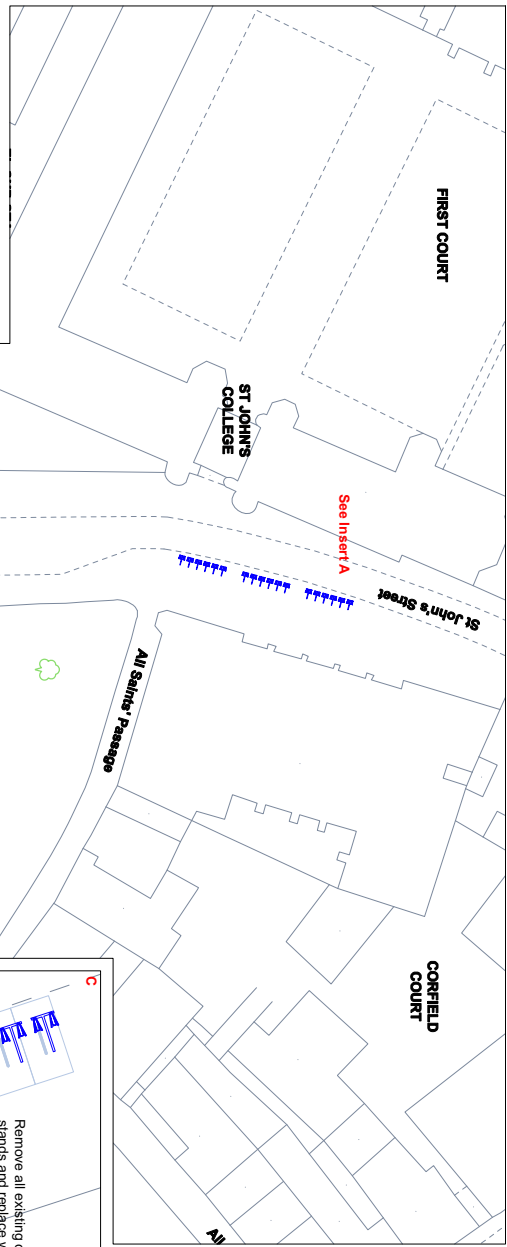 FIRST COURT
ST JOHN'S
COLLEGE
See Insert A
St John's Street
All Saints' Passage
CORFIELD
COURT
All
C
Remove all existing
stands and replace